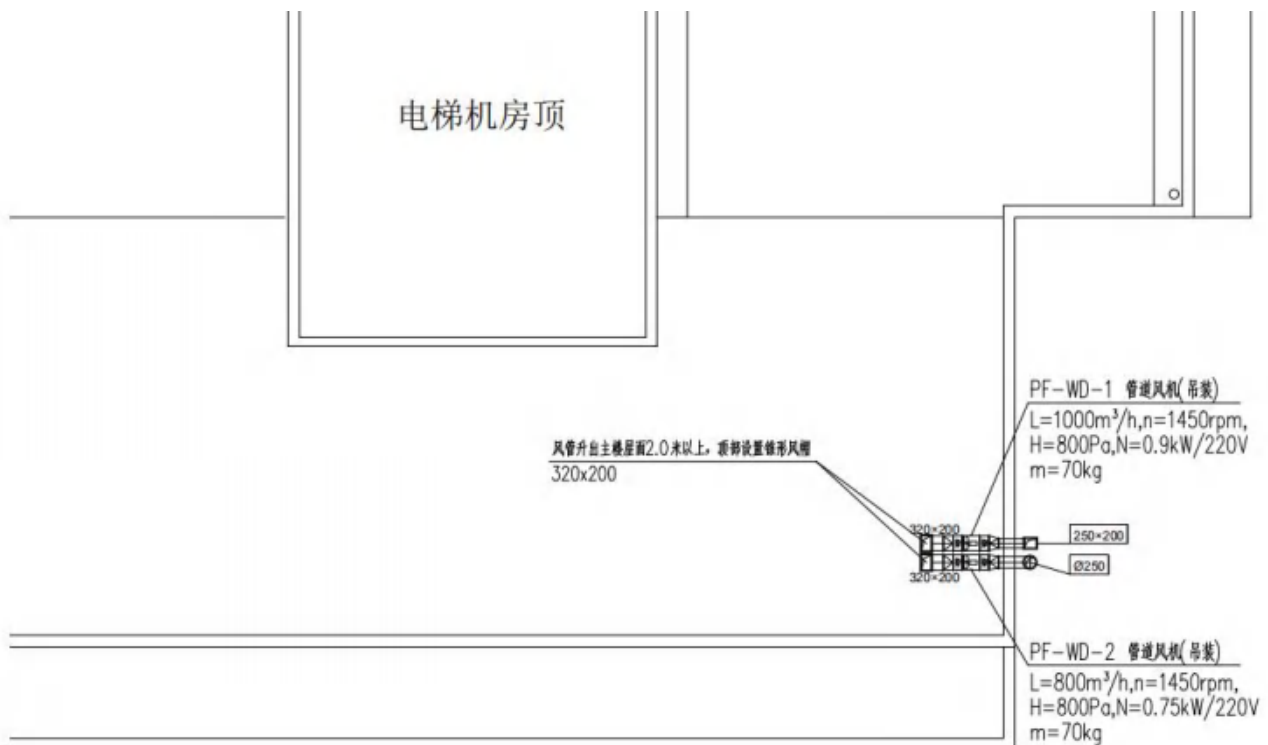 电梯机房顶
PF-WD-1 管道风机(吊装)
L=1000m³/h,n=1450rpm,
H=800Pa,N=0.9kW/220V
m=70kg
风管升出主楼屋面2.0米以上，顶部设置锥形风帽
320x200
320×200
250×200
Ø250
320×200
PF-WD-2 管道风机(吊装)
L=800m³/h,n=1450rpm,
H=800Pa,N=0.75kW/220V
m=70kg